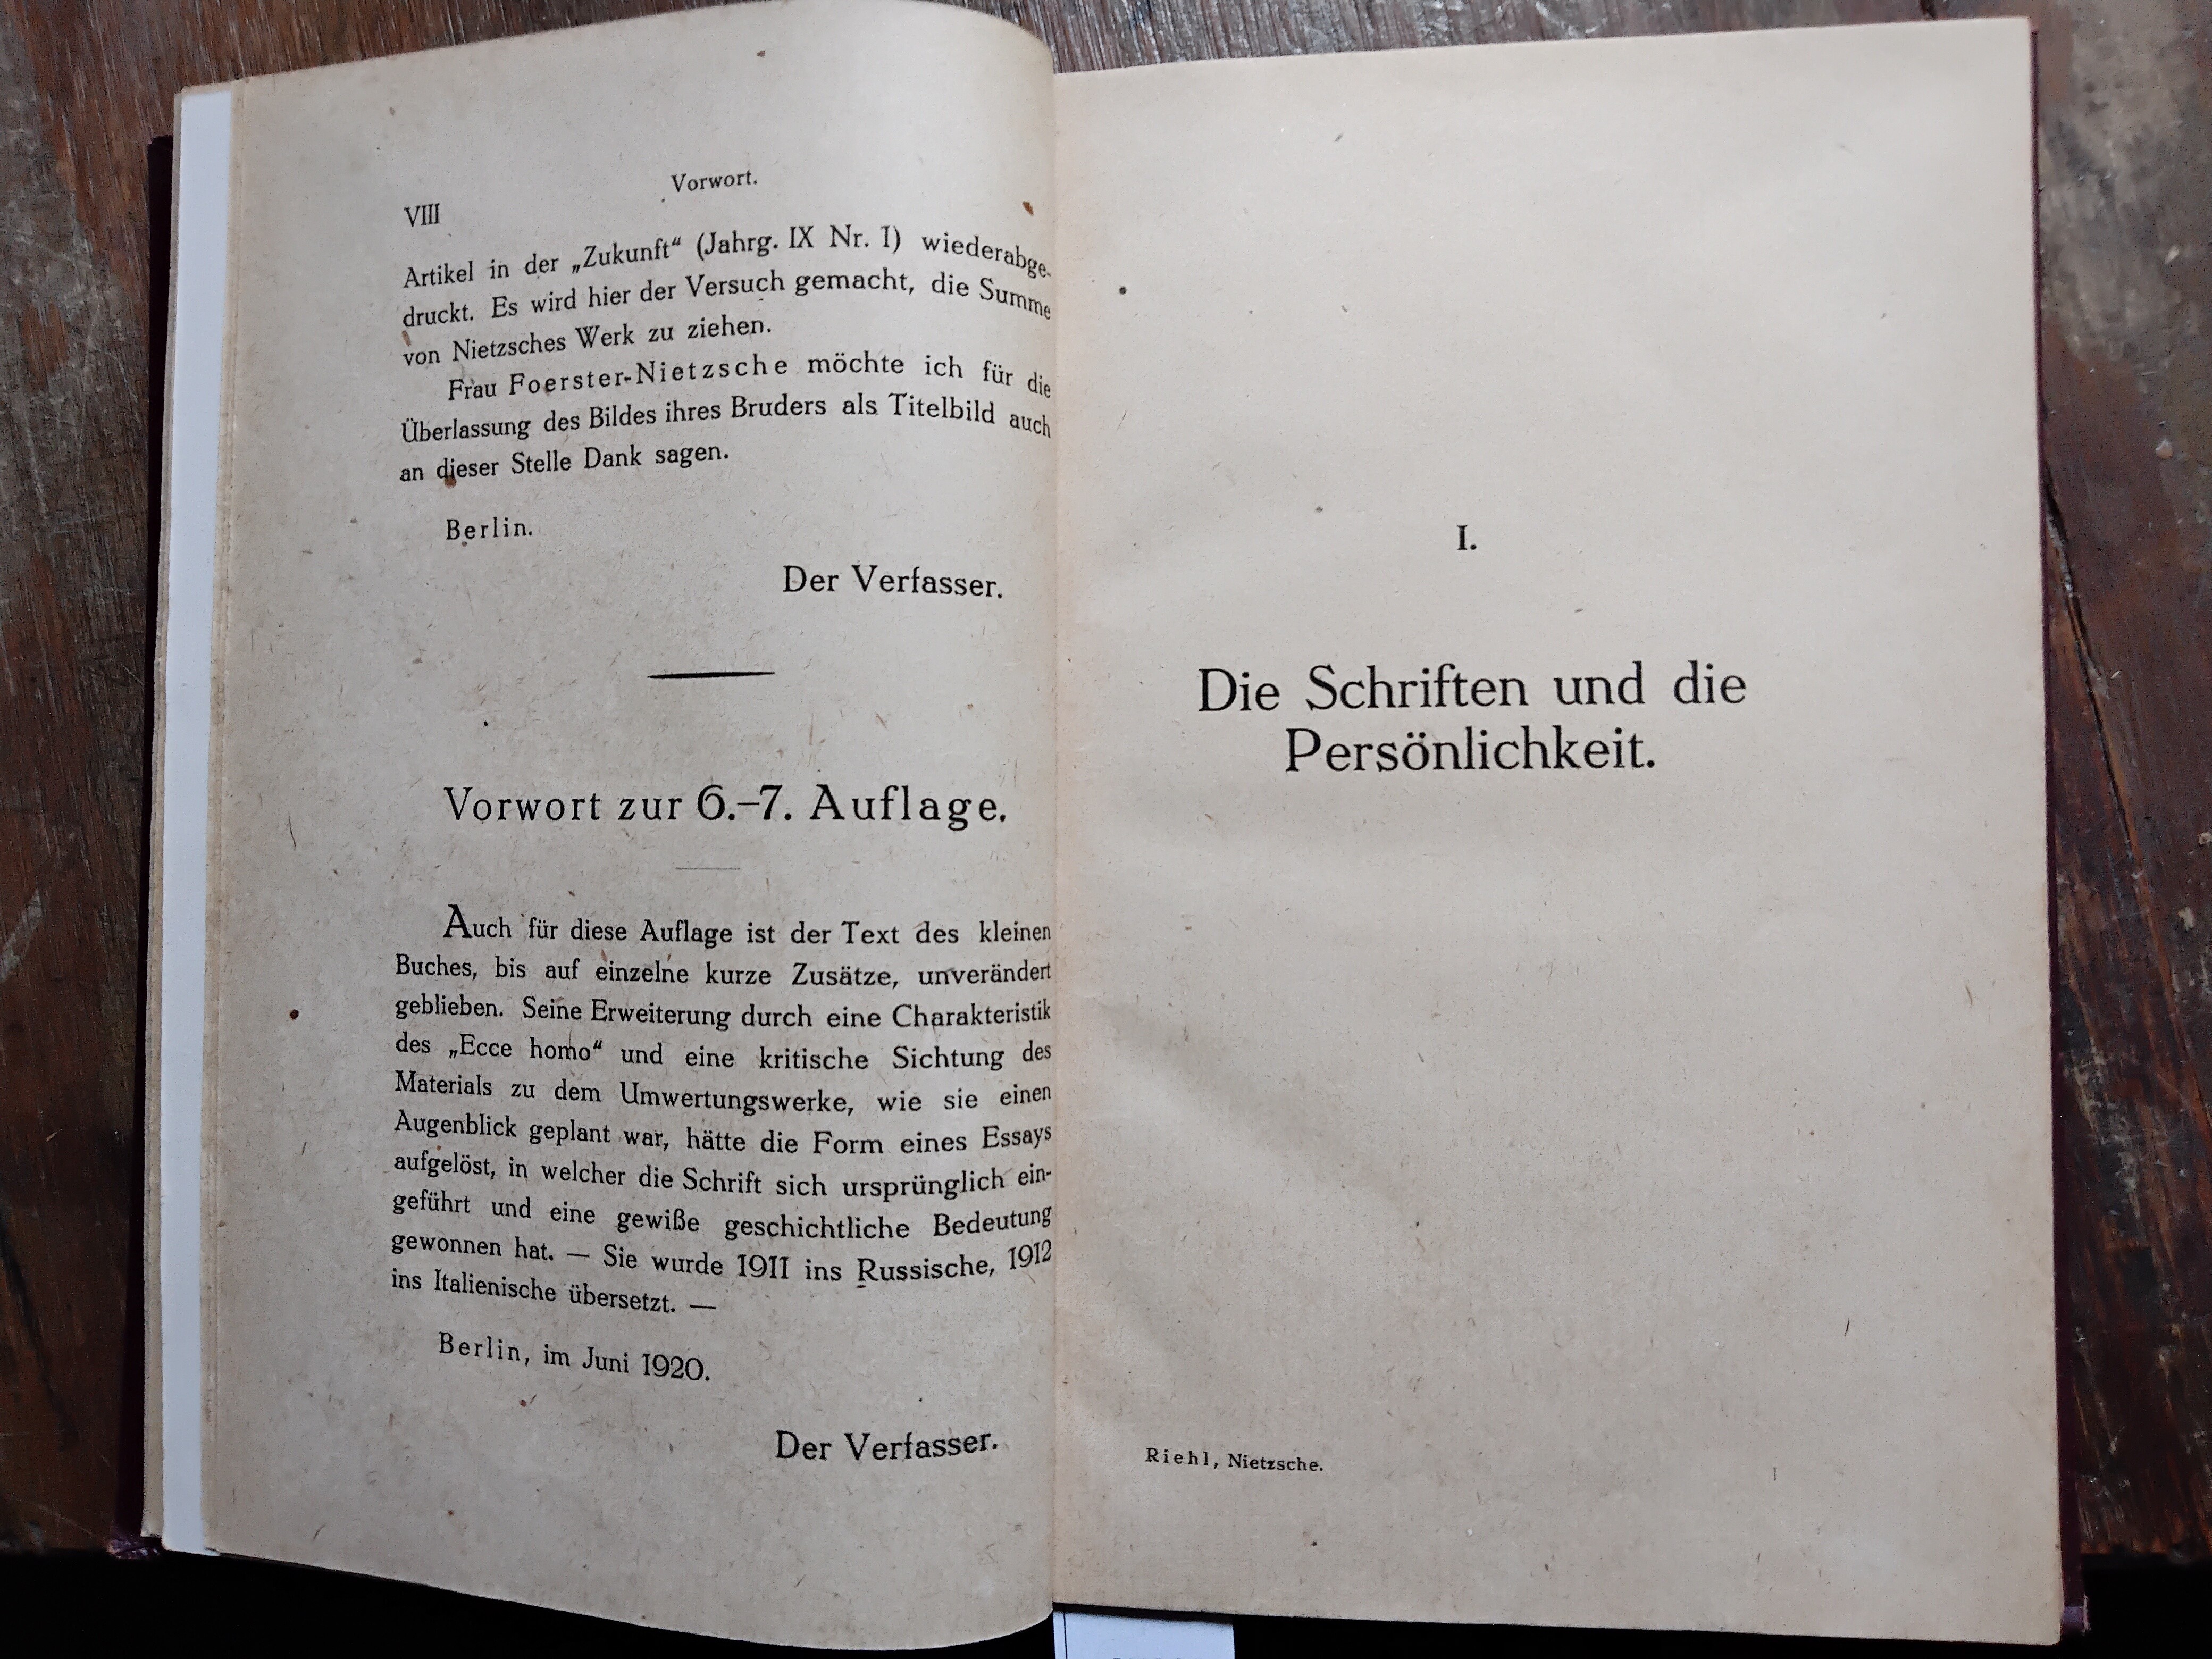 Vorwort.
VIII
Artikel in der „Zukunft“ (Jahrg. IX Nr. 1) wiederabge-
druckt. Es wird hier der Versuch gemacht, die Summe
von Nietzsches Werk zu ziehen.
Frau Foerster-Nietzsche möchte ich für die
Überlassung des Bildes ihres Bruders als Titelbild auch
an dieser Stelle Dank sagen.
Berlin.
Der Verfasser.
Vorwort zur 6.–7. Auflage.
Auch für diese Auflage ist der Text des kleinen
Buches, bis auf einzelne kurze Zusätze, unverändert
geblieben. Seine Erweiterung durch eine Charakteristik
des „Ecce homo“ und eine kritische Sichtung des
Materials zu dem Umwertungswerke, wie sie einen
Augenblick geplant war, hätte die Form eines Essays
aufgelöst, in welcher die Schrift sich ursprünglich ein-
geführt und eine gewiße geschichtliche Bedeutung
gewonnen hat. — Sie wurde 1911 ins Russische, 1912
ins Italienische übersetzt. —
Berlin, im Juni 1920.
Der Verfasser.
I.
Die Schriften und die
Persönlichkeit.
Riehl, Nietzsche.